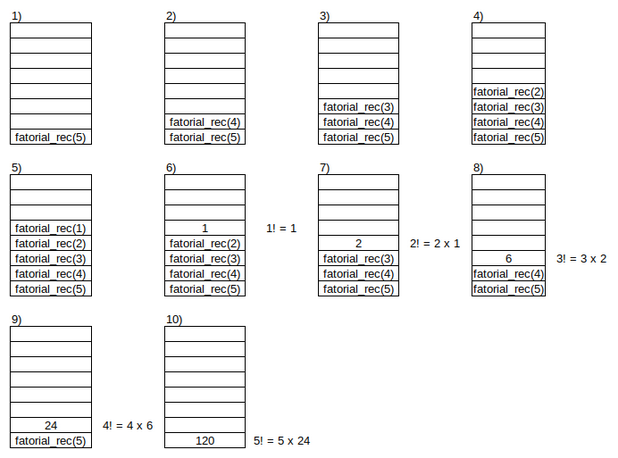 1)
fatorial_rec(5)
2)
fatorial_rec(4)
fatorial_rec(5)
3)
fatorial_rec(3)
fatorial_rec(4)
fatorial_rec(5)
4)
fatorial_rec(2)
fatorial_rec(3)
fatorial_rec(4)
fatorial_rec(5)
5)
fatorial_rec(1)
fatorial_rec(2)
fatorial_rec(3)
fatorial_rec(4)
fatorial_rec(5)
6)
1
1! = 1
fatorial_rec(2)
fatorial_rec(3)
fatorial_rec(4)
fatorial_rec(5)
7)
2
2! = 2 x 1
fatorial_rec(3)
fatorial_rec(4)
fatorial_rec(5)
8)
6
3! = 3 x 2
fatorial_rec(4)
fatorial_rec(5)
9)
24
4! = 4 x 6
fatorial_rec(5)
10)
120
5! = 5 x 24